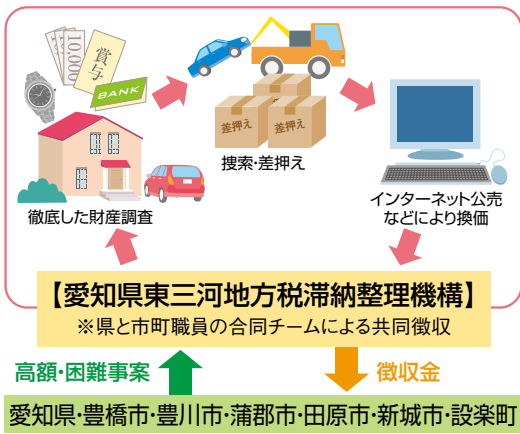 10,000
賞与
BANK
差押え
差押え
捜索・差押え
徹底した財産調査
インターネット公売
などにより換価
【愛知県東三河地方税滞納整理機構】
※県と市町職員の合同チームによる共同徴収
高額・困難事案
徴収金
愛知県・豊橋市・豊川市・蒲郡市・田原市・新城市・設楽町